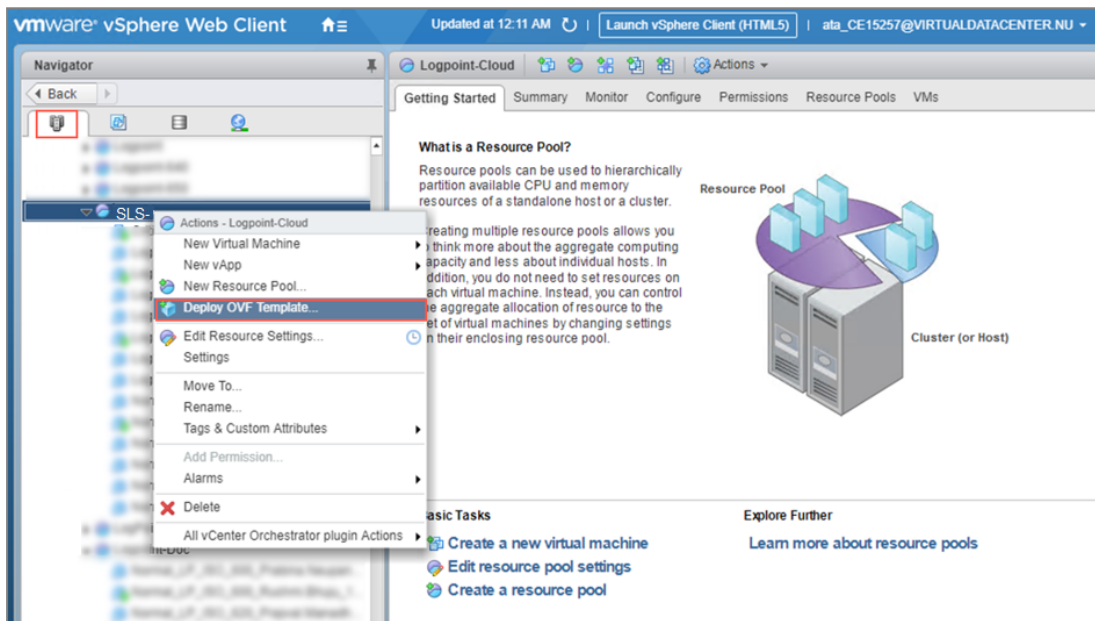 vmware® vSphere Web Client
Updated at 12:11 AM
Launch vSphere Client (HTML5)
ata_CE15257@VIRTUALDATACENTER.NU
Navigator
Logpoint-Cloud
Actions
Back
Getting Started Summary Monitor Configure Permissions Resource Pools VMs
SLS-
Actions - Logpoint-Cloud
New Virtual Machine
New vApp
New Resource Pool...
Deploy OVF Template...
Edit Resource Settings...
Settings
Move To...
Rename...
Tags & Custom Attributes
Add Permission...
Alarms
Delete
All vCenter Orchestrator plugin Actions
What is a Resource Pool?
Resource pools can be used to hierarchically
partition available CPU and memory
resources of a standalone host or a cluster.
reating multiple resource pools allows you
think more about the aggregate computing
apacity and less about individual hosts. In
ddition, you do not need to set resources on
ach virtual machine. Instead, you can control
e aggregate allocation of resource to the
et of virtual machines by changing settings
n their enclosing resource pool.
Resource Pool
Cluster (or Host)
asic Tasks
Create a new virtual machine
Edit resource pool settings
Create a resource pool
Explore Further
Learn more about resource pools